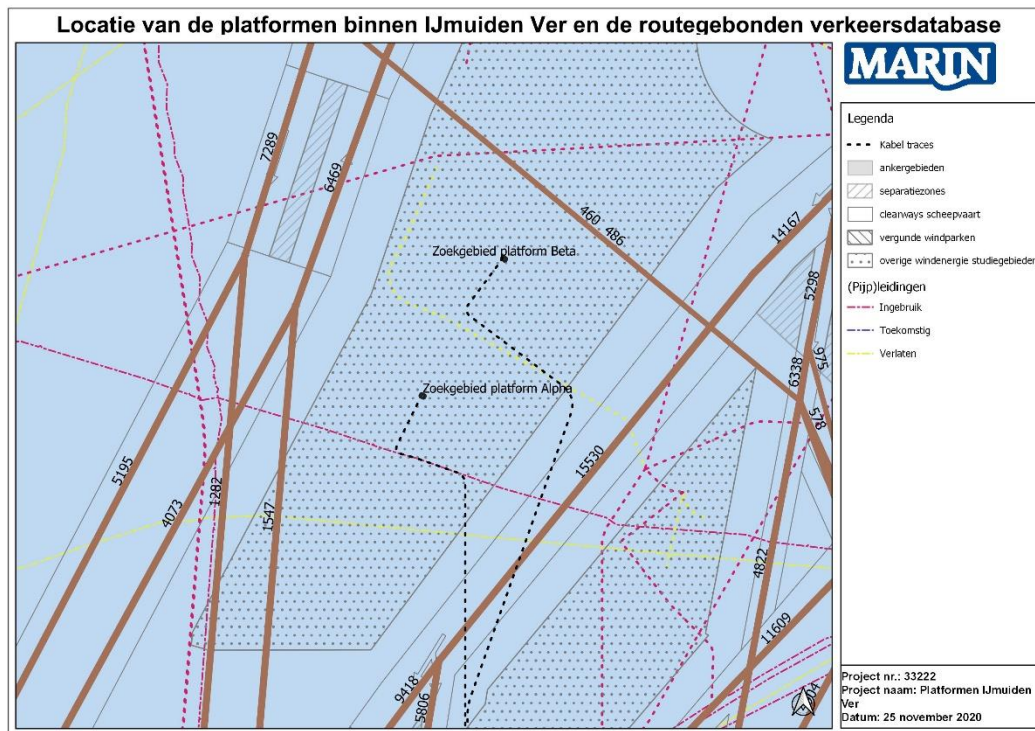 Locatie van de platformen binnen IJmuiden Ver en de routegebonden verkeersdatabase
MARIN
Legenda
Kabel traces
ankergebieden
separatiezones
clearways scheepvaart
vergunde windparken
overige windenergie studiegebieden
(Pijp)leidingen
Ingebruik
Toekomstig
Verlaten
7289
6469
460 486
14167
Zoekgebied platform Beta
5298
975
6338
Zoekgebied platform Alpha
578
15530
5195
4073
1282
1547
4822
11609
9418
5806
Project nr.: 33222
Project naam: Platformen IJmuiden
Ver
Datum: 25 november 2020